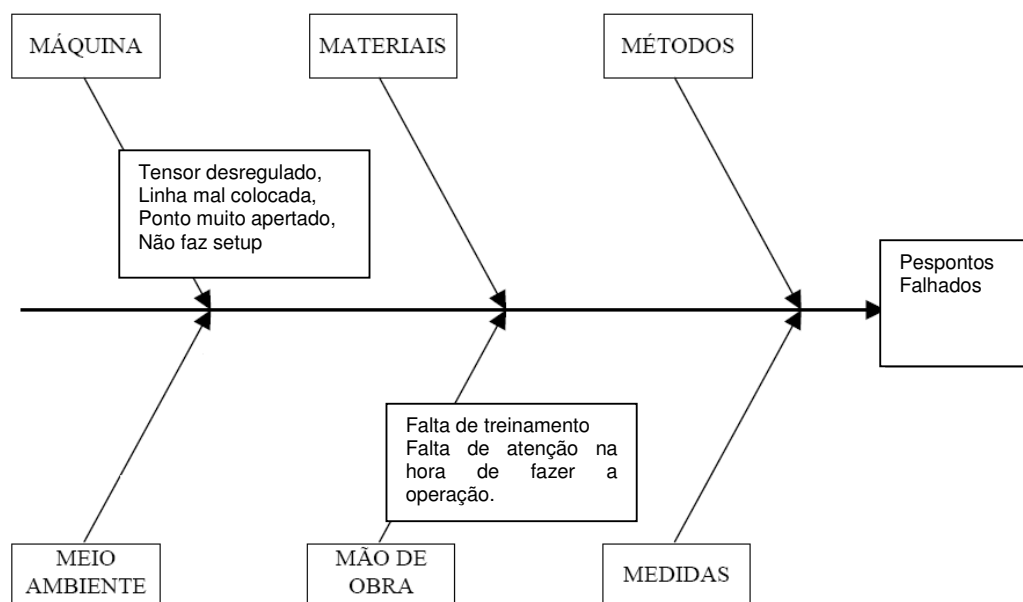 MÁQUINA
MATERIAIS
MÉTODOS
Tensor desregulado,
Linha mal colocada,
Ponto muito apertado,
Não faz setup
Pespontos
Falhados
Falta de treinamento
Falta de atenção na
hora de fazer a
operação.
MEIO
AMBIENTE
MÃO DE
OBRA
MEDIDAS